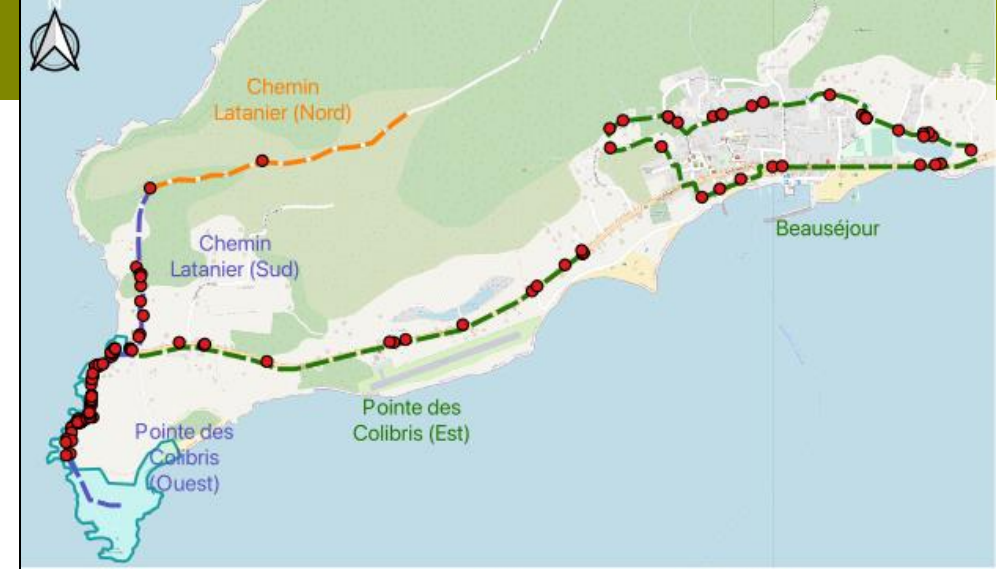 Chemin
Latanier (Nord)
Chemin
Latanier (Sud)
Beauséjour
Pointe des
Colibris (Est)
Pointe des
Colibris
(Ouest)